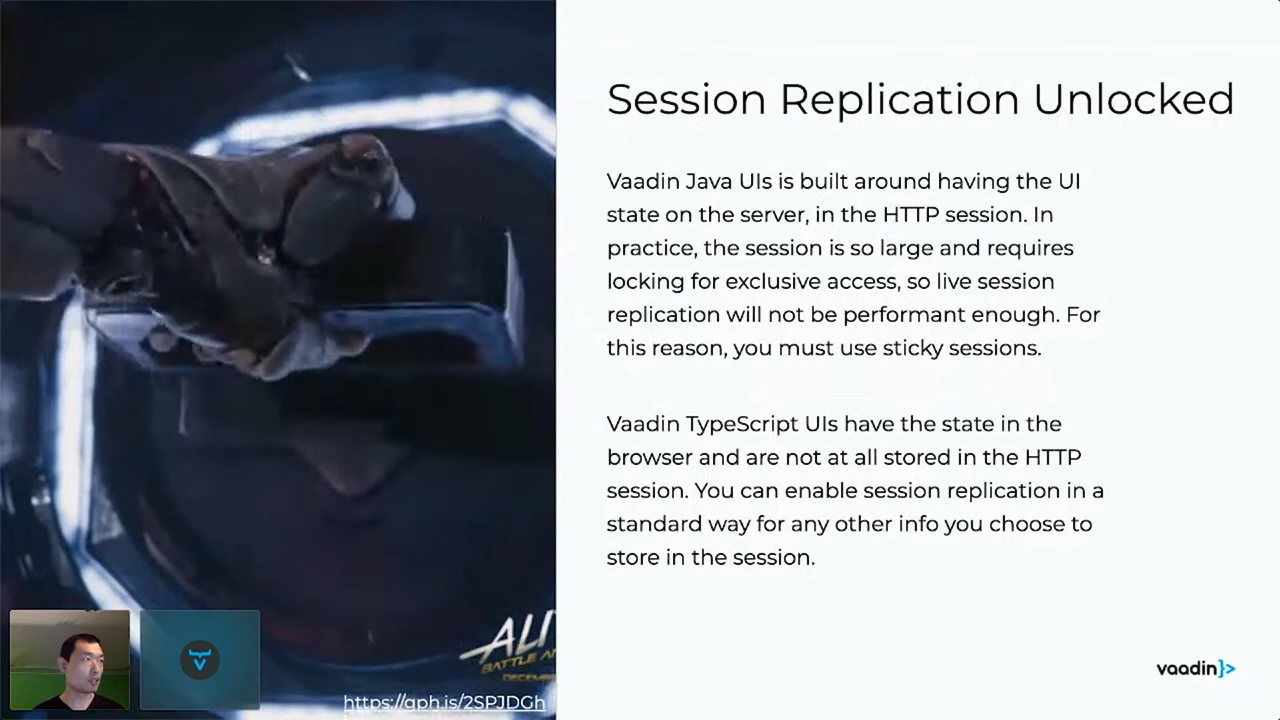 Session Replication Unlocked
Vaadin Java UIs is built around having the UI
state on the server, in the HTTP session. In
practice, the session is so large and requires
locking for exclusive access, so live session
replication will not be performant enough. For
this reason, you must use sticky sessions.
Vaadin TypeScript UIs have the state in the
browser and are not at all stored in the HTTP
session. You can enable session replication in a
standard way for any other info you choose to
store in the session.
ALI
BATTLE AN
DECEMB
https://gph.is/2SPJDGh
vaadin}>